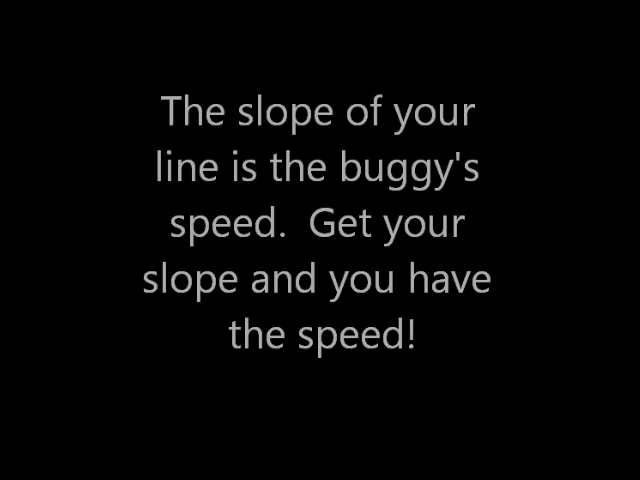 The slope of your
line is the buggy's
speed.  Get your
slope and you have
the speed!